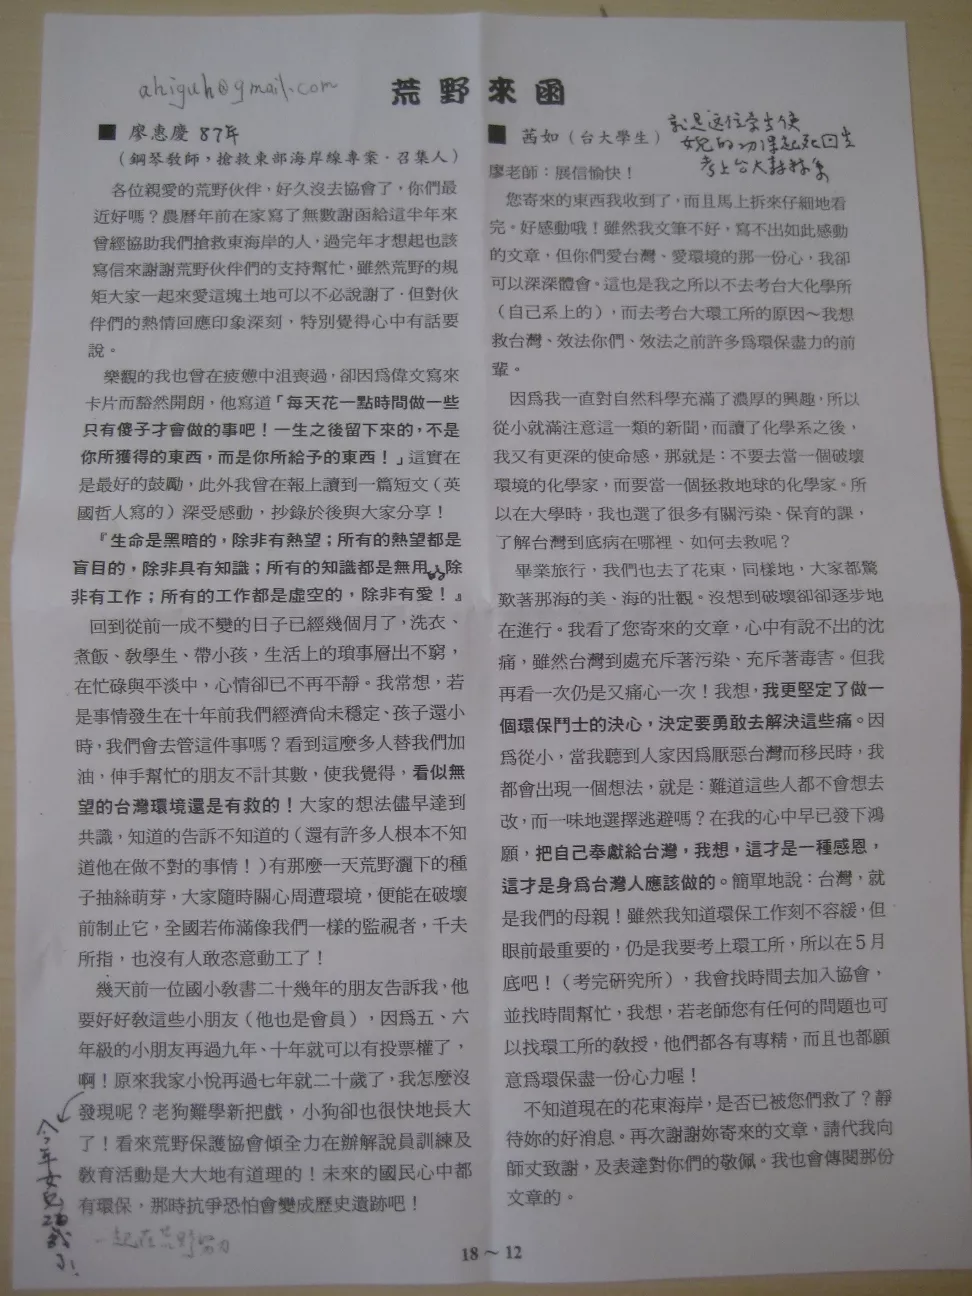 ahiguh@gmail.com
荒野來函
■ 廖惠慶 87年
（鋼琴教師，搶救東部海岸線專案．召集人）
各位親愛的荒野伙伴，好久沒去協會了，你們最
近好嗎？農曆年前在家寫了無數謝函給這半年來
曾經協助我們搶救東海岸的人，過完年才想起也該
寫信來謝謝荒野伙伴們的支持幫忙，雖然荒野的規
矩大家一起來愛這塊土地可以不必說謝了．但對伙
伴們的熱情回應印象深刻，特別覺得心中有話要
說。
樂觀的我也曾在疲憊中沮喪過，卻因為偉文寫來
卡片而豁然開朗，他寫道「每天花一點時間做一些
只有傻子才會做的事吧！一生之後留下來的，不是
你所獲得的東西，而是你所給予的東西！」這實在
是最好的鼓勵，此外我曾在報上讀到一篇短文（英
國哲人寫的）深受感動，抄錄於後與大家分享！
『生命是黑暗的，除非有熱望；所有的熱望都是
盲目的，除非具有知識；所有的知識都是無用的，除
非有工作；所有的工作都是虛空的，除非有愛！』
回到從前一成不變的日子已經幾個月了，洗衣、
煮飯、教學生、帶小孩，生活上的瑣事層出不窮，
在忙碌與平淡中，心情卻已不再平靜。我常想，若
是事情發生在十年前我們經濟尚未穩定、孩子還小
時，我們會去管這件事嗎？看到這麼多人替我們加
油，伸手幫忙的朋友不計其數，使我覺得，看似無
望的台灣環境還是有救的！大家的想法儘早達到
共識，知道的告訴不知道的（還有許多人根本不知
道他在做不對的事情！）有那麼一天荒野灑下的種
子抽絲萌芽，大家隨時關心周遭環境，便能在破壞
前制止它，全國若佈滿像我們一樣的監視者，千夫
所指，也沒有人敢恣意動工了！
幾天前一位國小教書二十幾年的朋友告訴我，他
要好好教這些小朋友（他也是會員），因為五、六
年級的小朋友再過九年、十年就可以有投票權了，
啊！原來我家小悅再過七年就二十歲了，我怎麼沒
發現呢？老狗難學新把戲，小狗卻也很快地長大
了！看來荒野保護協會傾全力在辦解說員訓練及
教育活動是大大地有道理的！未來的國民心中都
有環保，那時抗爭恐怕會變成歷史遺跡吧！
一起在荒野努力
■ 茜如（台大學生）
就是這位學生使
女兒的功課起死回生
考上台大
廖老師：展信愉快！
您寄來的東西我收到了，而且馬上拆來仔細地看
完。好感動哦！雖然我文筆不好，寫不出如此感動
的文章，但你們愛台灣、愛環境的那一份心，我卻
可以深深體會。這也是我之所以不去考台大化學所
（自己系上的），而去考台大環工所的原因～我想
救台灣、效法你們、效法之前許多為環保盡力的前
輩。
因為我一直對自然科學充滿了濃厚的興趣，所以
從小就滿注意這一類的新聞，而讀了化學系之後，
我又有更深的使命感，那就是：不要去當一個破壞
環境的化學家，而要當一個拯救地球的化學家。所
以在大學時，我也選了很多有關污染、保育的課，
了解台灣到底病在哪裡、如何去救呢？
畢業旅行，我們也去了花東，同樣地，大家都驚
歎著那海的美、海的壯觀。沒想到破壞卻卻逐步地
在進行。我看了您寄來的文章，心中有說不出的沈
痛，雖然台灣到處充斥著污染、充斥著毒害。但我
再看一次仍是又痛心一次！我想，我更堅定了做一
個環保鬥士的決心，決定要勇敢去解決這些痛。因
為從小，當我聽到人家因為厭惡台灣而移民時，我
都會出現一個想法，就是：難道這些人都不會想去
改，而一味地選擇逃避嗎？在我的心中早已發下鴻
願，把自己奉獻給台灣，我想，這才是一種感恩，
這才是身為台灣人應該做的。簡單地說：台灣，就
是我們的母親！雖然我知道環保工作刻不容緩，但
眼前最重要的，仍是我要考上環工所，所以在5月
底吧！（考完研究所），我會找時間去加入協會，
並找時間幫忙，我想，若老師您有任何的問題也可
以找環工所的教授，他們都各有專精，而且也都願
意為環保盡一份心力喔！
不知道現在的花東海岸，是否已被您們救了？靜
待妳的好消息。再次謝謝妳寄來的文章，請代我向
師丈致謝，及表達對你們的敬佩。我也會傳閱那份
文章的。
18～12